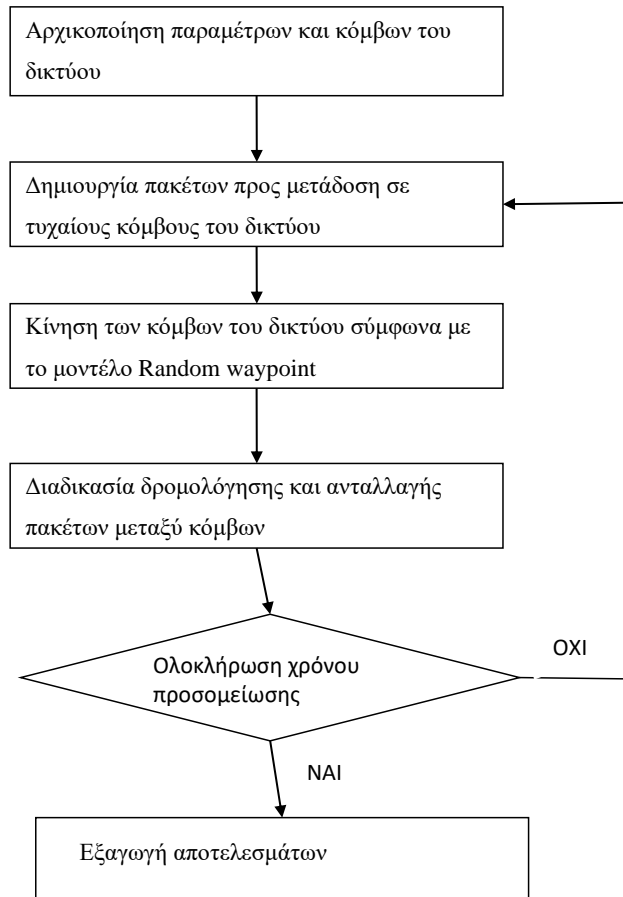 Αρχικοποίηση παραμέτρων και κόμβων του
δικτύου
Δημιουργία πακέτων προς μετάδοση σε
τυχαίους κόμβους του δικτύου
Κίνηση των κόμβων του δικτύου σύμφωνα με
το μοντέλο Random waypoint
Διαδικασία δρομολόγησης και ανταλλαγής
πακέτων μεταξύ κόμβων
Ολοκλήρωση χρόνου
προσομείωσης
ΟΧΙ
ΝΑΙ
Εξαγωγή αποτελεσμάτων